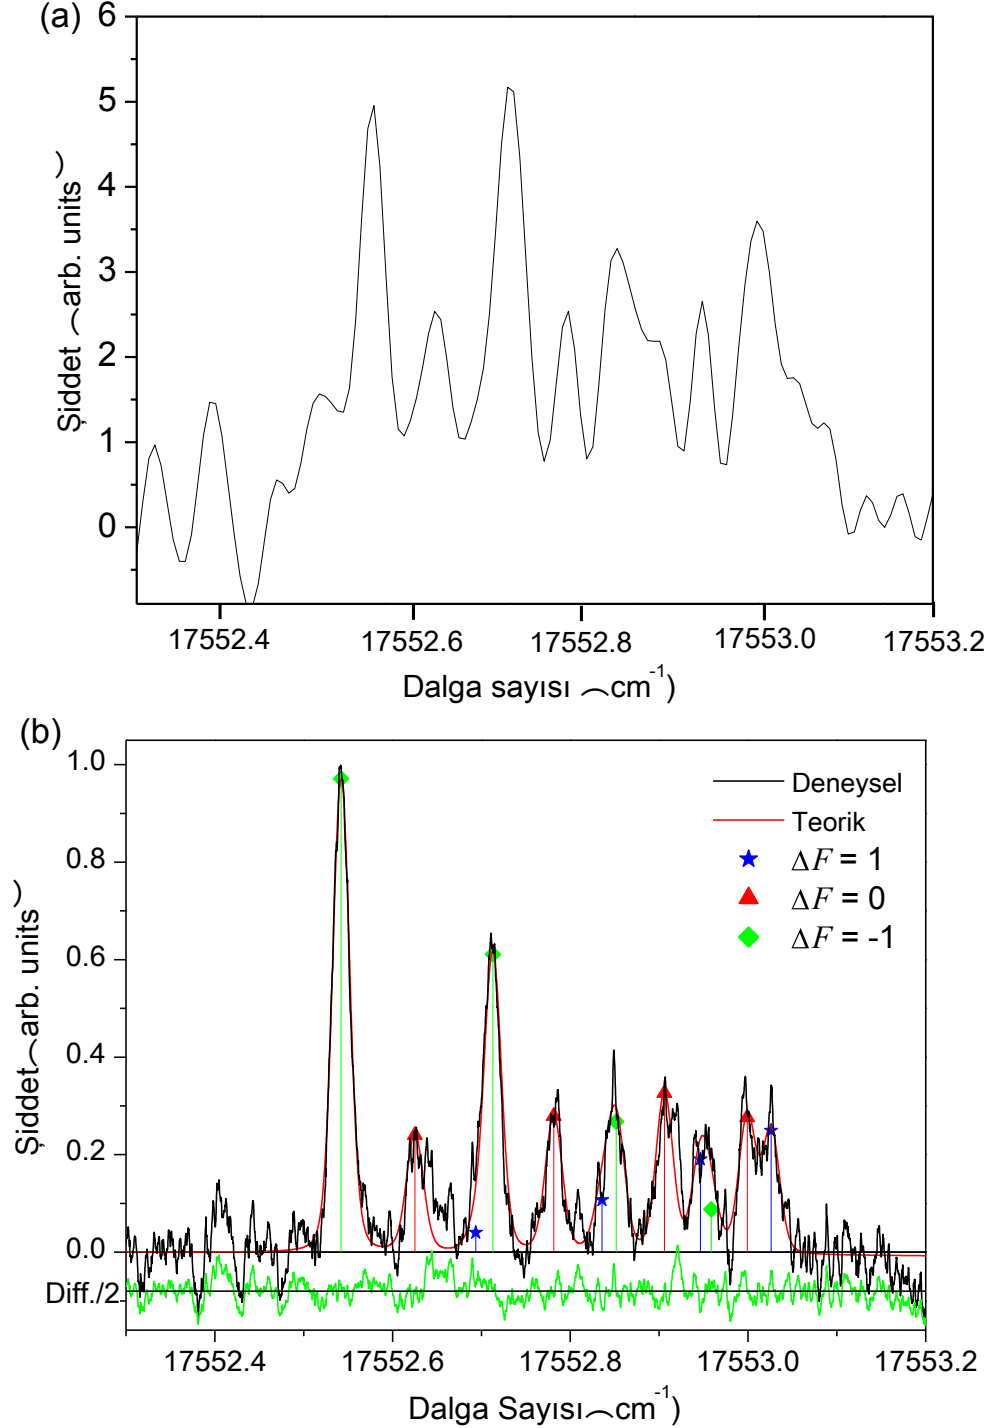 (a)
6
5
4
3
2
1
0
Şiddet (arb. units)
17552.4 17552.6 17552.8 17553.0 17553.2
Dalga sayısı (cm-1)
(b)
1.0
0.8
0.6
0.4
0.2
0.0
Diff./2
Şiddet(arb. units)
Deneysel
Teorik
ΔF = 1
ΔF = 0
ΔF = -1
17552.4 17552.6 17552.8 17553.0 17553.2
Dalga Sayısı(cm-1)